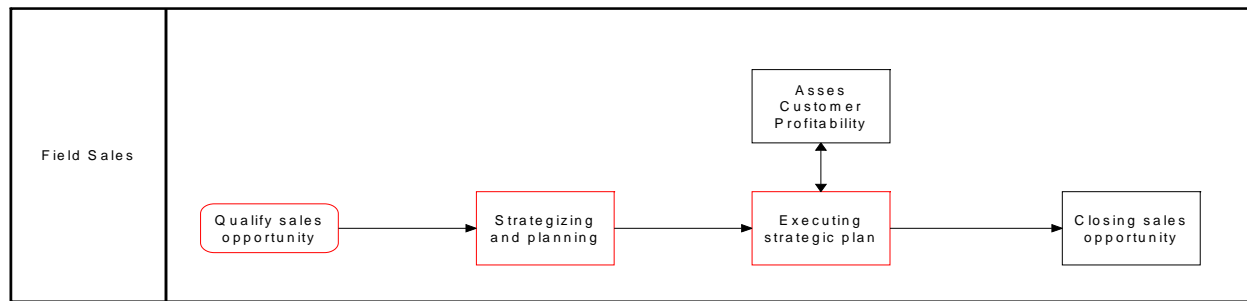 Field Sales
Qualify sales
opportunity
Strategizing
and planning
Asses
Customer
Profitability
Executing
strategic plan
Closing sales
opportunity